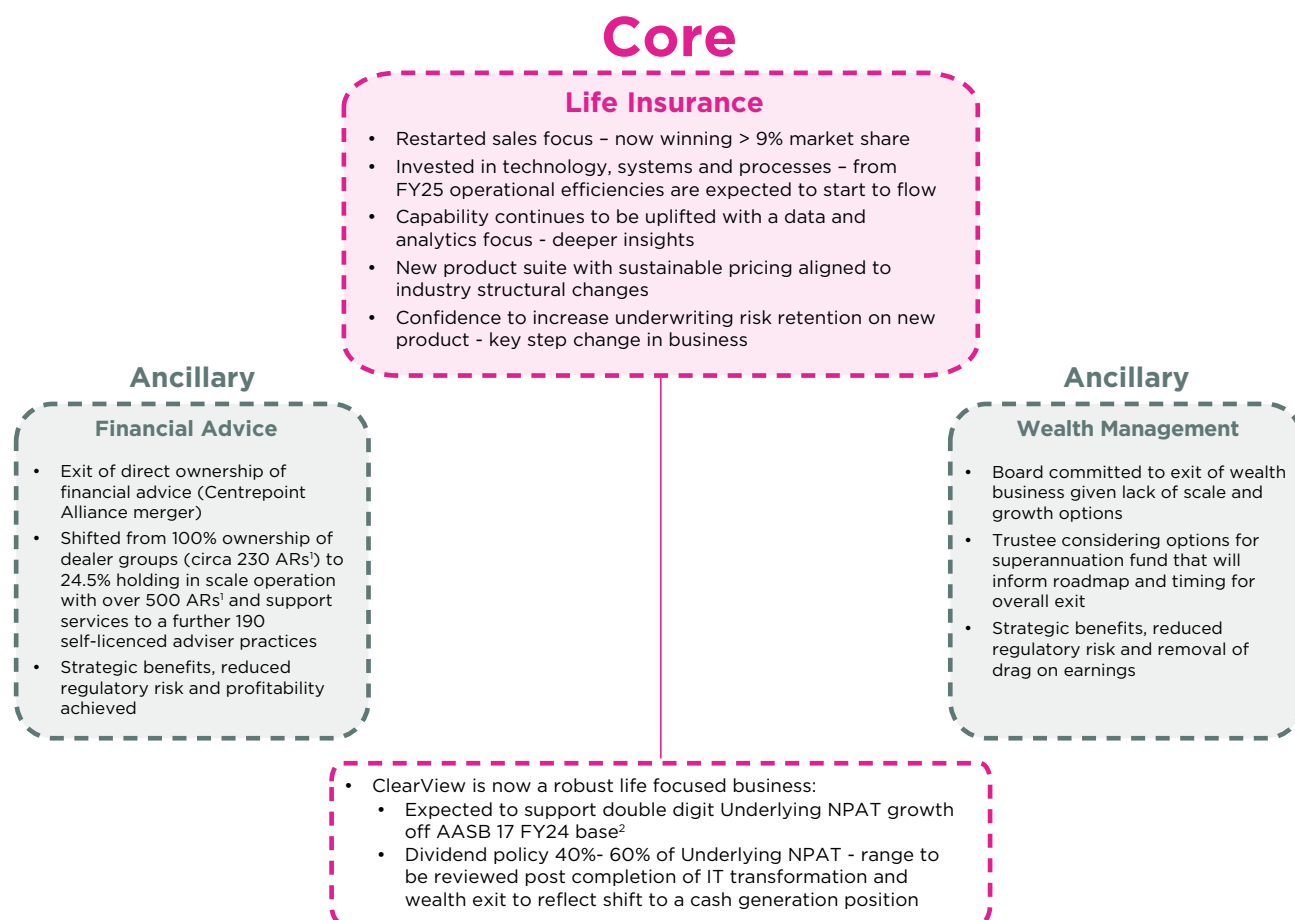 Core
Life Insurance
• Restarted sales focus – now winning > 9% market share
• Invested in technology, systems and processes – from
FY25 operational efficiencies are expected to start to flow
• Capability continues to be uplifted with a data and
analytics focus - deeper insights
• New product suite with sustainable pricing aligned to
industry structural changes
• Confidence to increase underwriting risk retention on new
product - key step change in business
Ancillary
Financial Advice
• Exit of direct ownership of
financial advice (Centrepoint
Alliance merger)
• Shifted from 100% ownership of
dealer groups (circa 230 ARs¹) to
24.5% holding in scale operation
with over 500 ARs¹ and support
services to a further 190
self-licenced adviser practices
• Strategic benefits, reduced
regulatory risk and profitability
achieved
Ancillary
Wealth Management
• Board committed to exit of wealth
business given lack of scale and
growth options
• Trustee considering options for
superannuation fund that will
inform roadmap and timing for
overall exit
• Strategic benefits, reduced
regulatory risk and removal of
drag on earnings
• ClearView is now a robust life focused business:
• Expected to support double digit Underlying NPAT growth
off AASB 17 FY24 base²
• Dividend policy 40%- 60% of Underlying NPAT - range to
be reviewed post completion of IT transformation and
wealth exit to reflect shift to a cash generation position